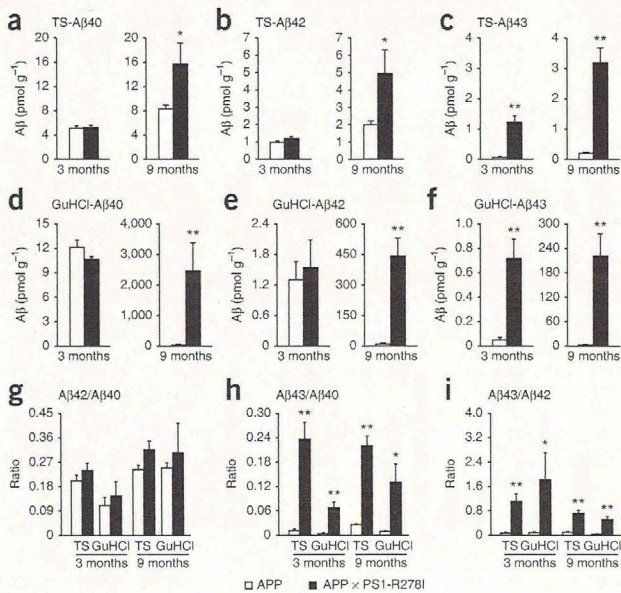 a TS-Aβ40 b TS-Aβ42 c TS-Aβ43
Aβ (pmol g⁻¹) 20 16 12 8 4 0 3 months 20 16 12 8 4 0 * 9 months
Aβ (pmol g⁻¹) 7 6 5 4 3 2 1 0 3 months 7 6 5 4 3 2 1 0 * 9 months
Aβ (pmol g⁻¹) 4 3 2 1 0 ** 3 months 4 3 2 1 0 ** 9 months
d GuHCl-Aβ40 e GuHCl-Aβ42 f GuHCl-Aβ43
Aβ (pmol g⁻¹) 15 12 9 6 3 0 3 months 4,000 3,000 2,000 1,000 0 ** 9 months
Aβ (pmol g⁻¹) 2.4 1.8 1.2 0.6 0 3 months 600 450 300 150 0 ** 9 months
Aβ (pmol g⁻¹) 1.0 0.8 0.6 0.4 0.2 0 ** 3 months 300 240 180 120 60 0 ** 9 months
g Aβ42/Aβ40 h Aβ43/Aβ40 i Aβ43/Aβ42
Ratio 0.45 0.36 0.27 0.18 0.09 0 TS GuHCl TS GuHCl
3 months 9 months
Ratio 0.30 0.24 0.18 0.12 0.06 0 ** ** ** * TS GuHCl TS GuHCl
3 months 9 months
Ratio 4.0 3.2 2.4 1.6 0.8 0 ** * ** ** TS GuHCl TS GuHCl
3 months 9 months
APP APP × PS1-R278I